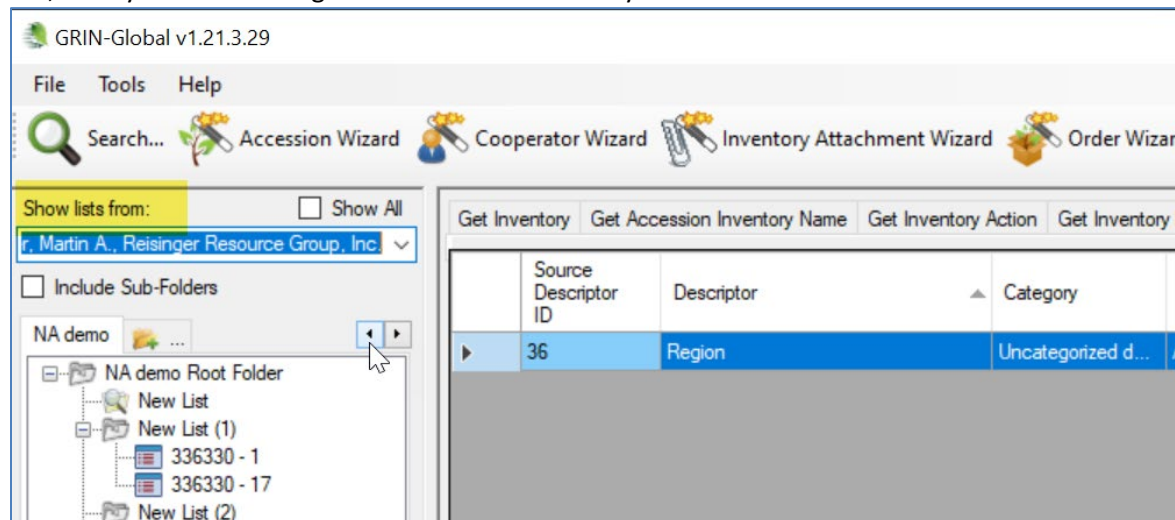 GRIN-Global v1.21.3.29
File Tools Help
Search... Accession Wizard Cooperator Wizard Inventory Attachment Wizard Order Wizar
Show lists from: Show All
r, Martin A., Reisinger Resource Group, Inc.
Include Sub-Folders
NA demo ...
NA demo Root Folder
New List
New List (1)
336330 - 1
336330 - 17
New List (2)
Get Inventory Get Accession Inventory Name Get Inventory Action Get Inventory
Source Descriptor ID Descriptor Category
36 Region Uncategorized d...